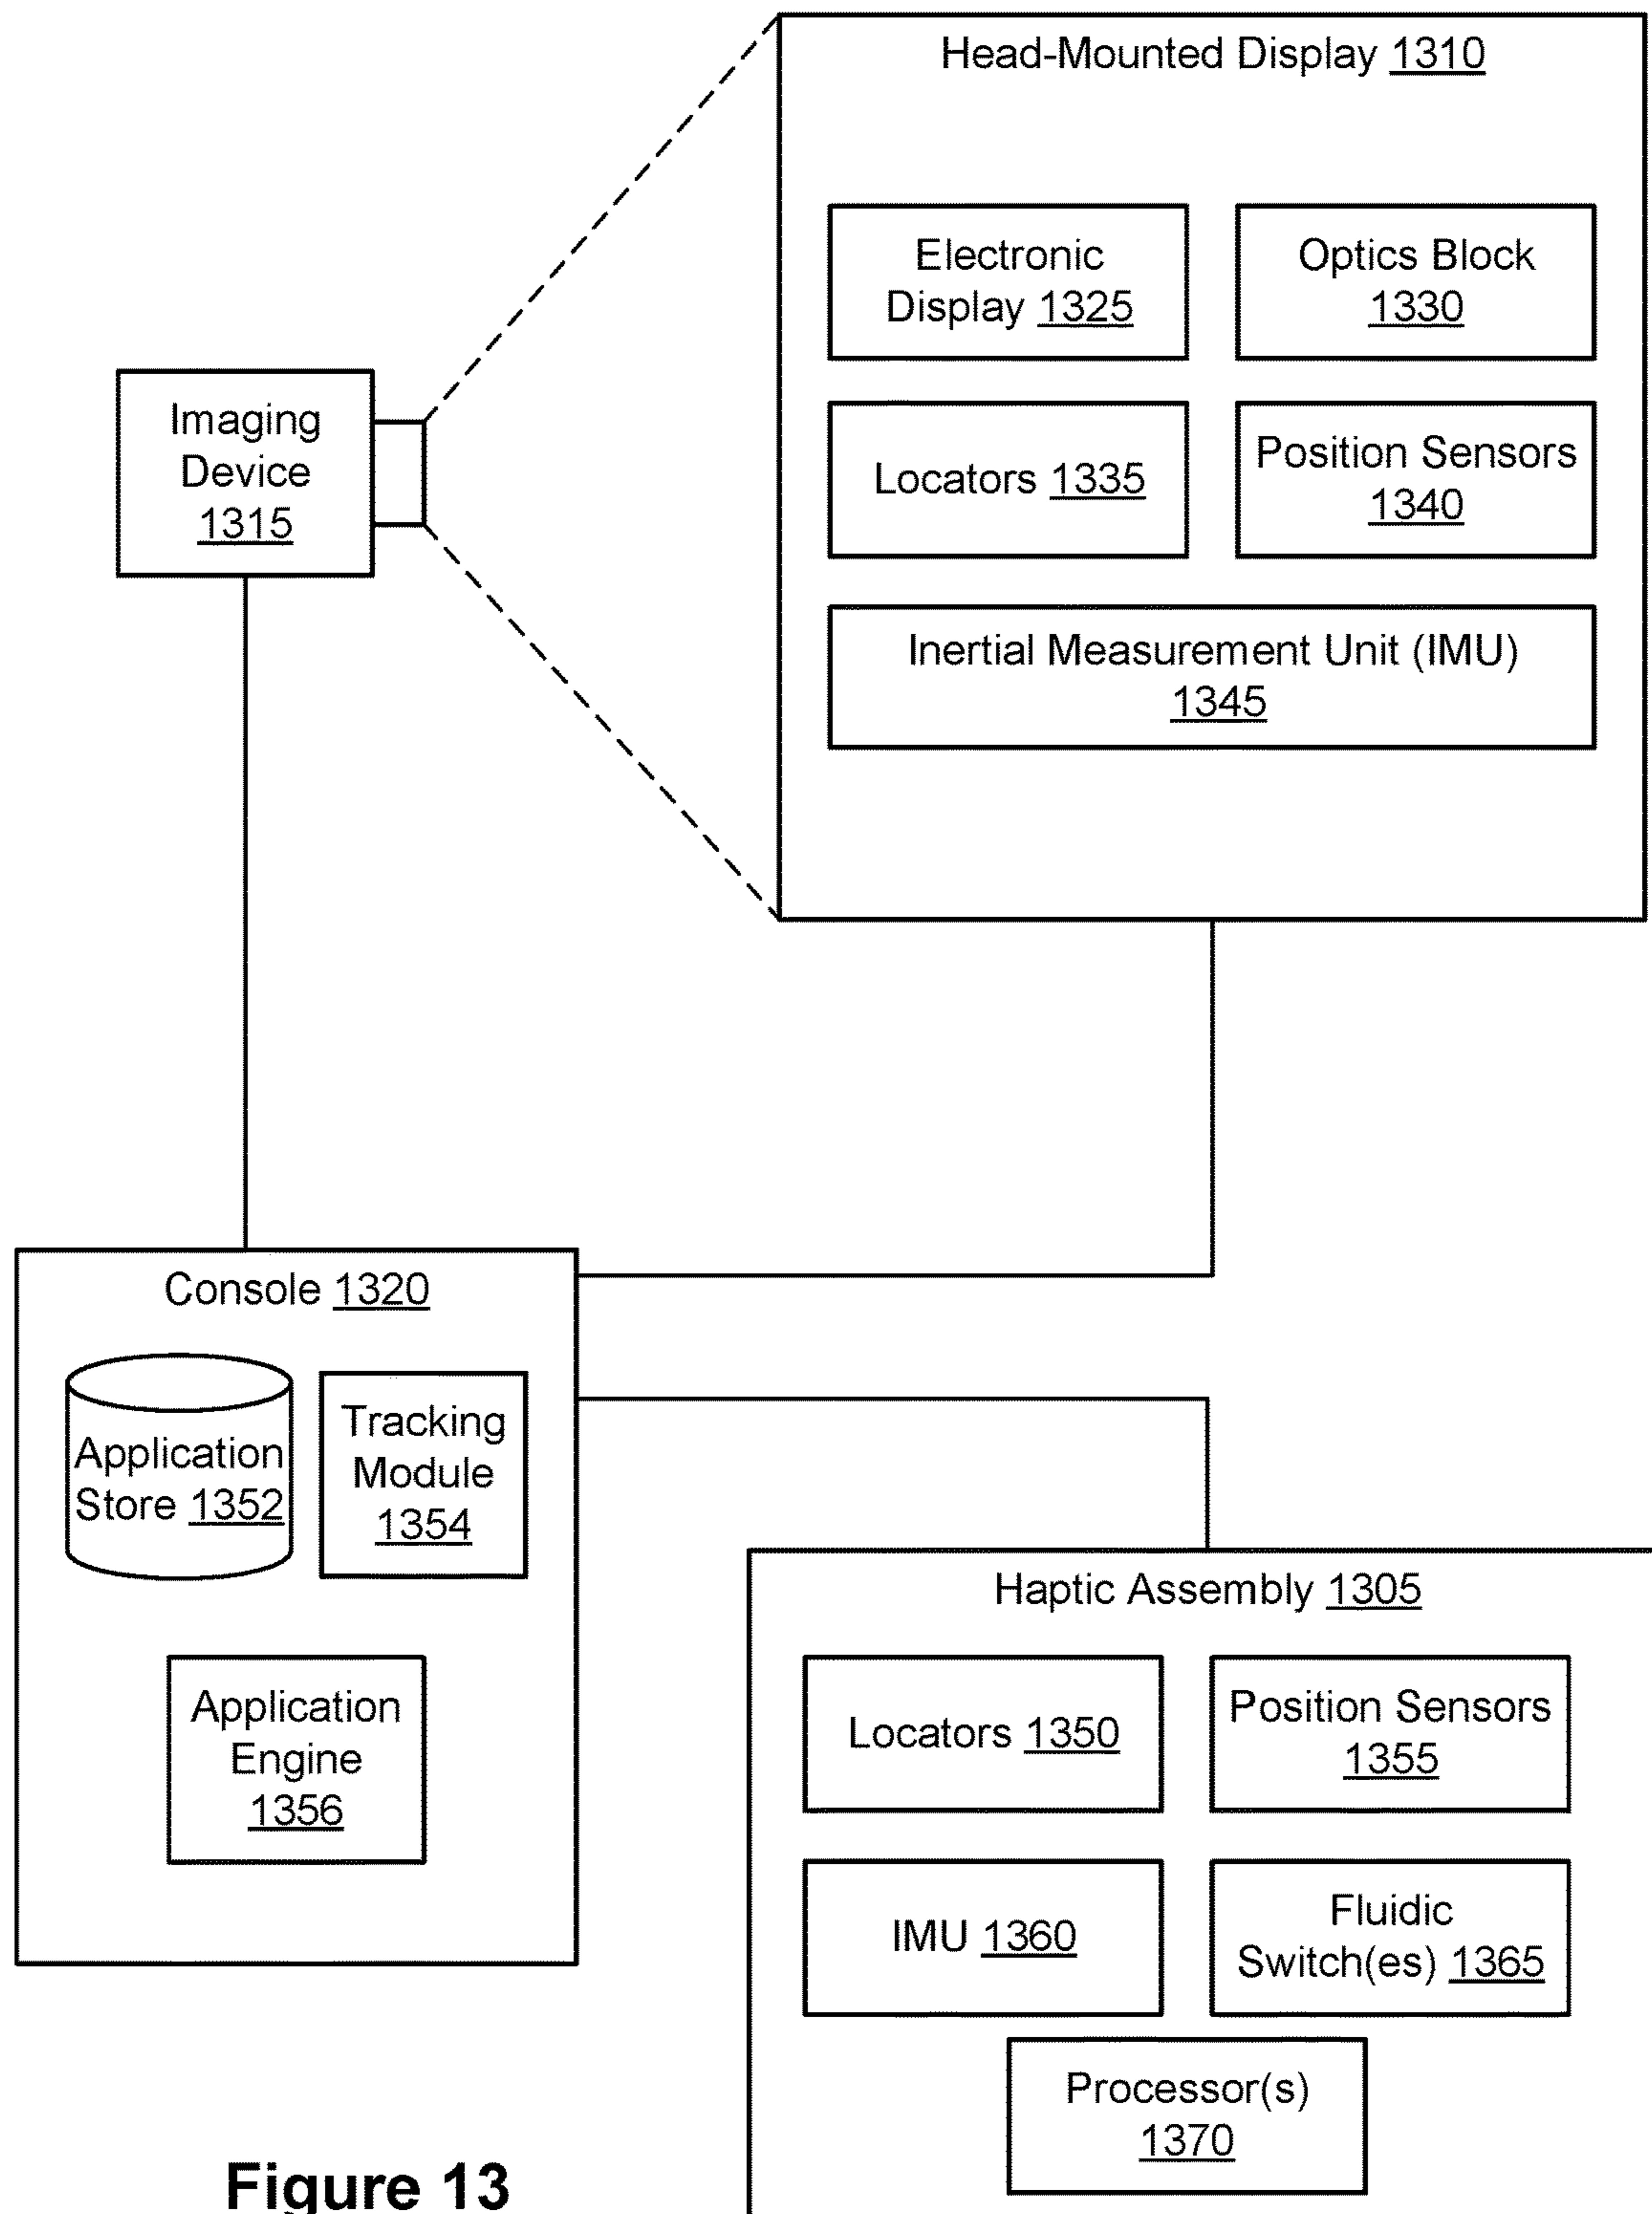 Head-Mounted Display 1310
Electronic
Display 1325
Optics Block
1330
Imaging
Device
1315
Locators 1335
Position Sensors
1340
Inertial Measurement Unit (IMU)
1345
Console 1320
Application
Store 1352
Tracking
Module
1354
Application
Engine
1356
Haptic Assembly 1305
Locators 1350
Position Sensors
1355
IMU 1360
Fluidic
Switch(es) 1365
Processor(s)
1370
Figure 13